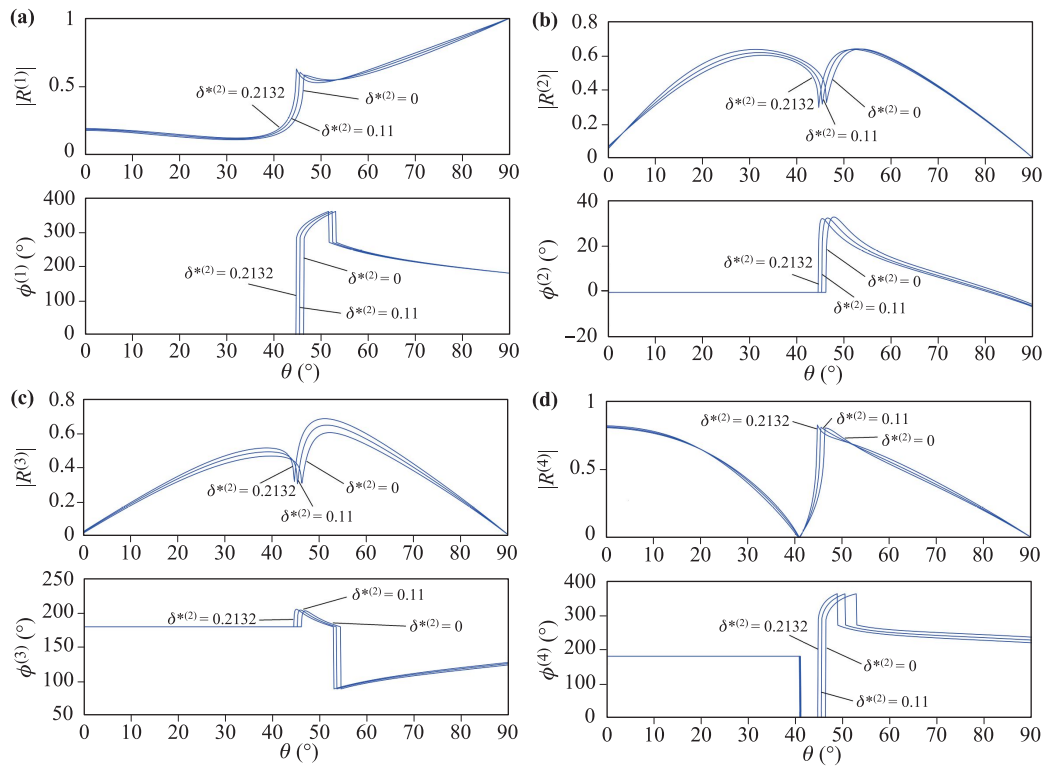 (a)
1
0.5
0
|R⁽¹⁾|
δ*⁽²⁾ = 0.2132
δ*⁽²⁾ = 0
δ*⁽²⁾ = 0.11
0 10 20 30 40 50 60 70 80 90
400
300
200
100
0
ϕ⁽¹⁾ (°)
δ*⁽²⁾ = 0.2132
δ*⁽²⁾ = 0
δ*⁽²⁾ = 0.11
0 10 20 30 40 50 60 70 80 90
θ (°)
(b)
0.8
0.6
0.4
0.2
0
|R⁽²⁾|
δ*⁽²⁾ = 0.2132
δ*⁽²⁾ = 0
δ*⁽²⁾ = 0.11
0 10 20 30 40 50 60 70 80 90
40
20
0
−20
ϕ⁽²⁾ (°)
δ*⁽²⁾ = 0.2132
δ*⁽²⁾ = 0
δ*⁽²⁾ = 0.11
0 10 20 30 40 50 60 70 80 90
θ (°)
(c)
0.8
0.6
0.4
0.2
0
|R⁽³⁾|
δ*⁽²⁾ = 0.2132
δ*⁽²⁾ = 0
δ*⁽²⁾ = 0.11
0 10 20 30 40 50 60 70 80 90
250
200
150
100
50
ϕ⁽³⁾ (°)
δ*⁽²⁾ = 0.11
δ*⁽²⁾ = 0.2132
δ*⁽²⁾ = 0
0 10 20 30 40 50 60 70 80 90
θ (°)
(d)
1
0.5
0
|R⁽⁴⁾|
δ*⁽²⁾ = 0.2132
δ*⁽²⁾ = 0.11
δ*⁽²⁾ = 0
0 10 20 30 40 50 60 70 80 90
400
300
200
100
0
ϕ⁽⁴⁾ (°)
δ*⁽²⁾ = 0.2132
δ*⁽²⁾ = 0
δ*⁽²⁾ = 0.11
0 10 20 30 40 50 60 70 80 90
θ (°)